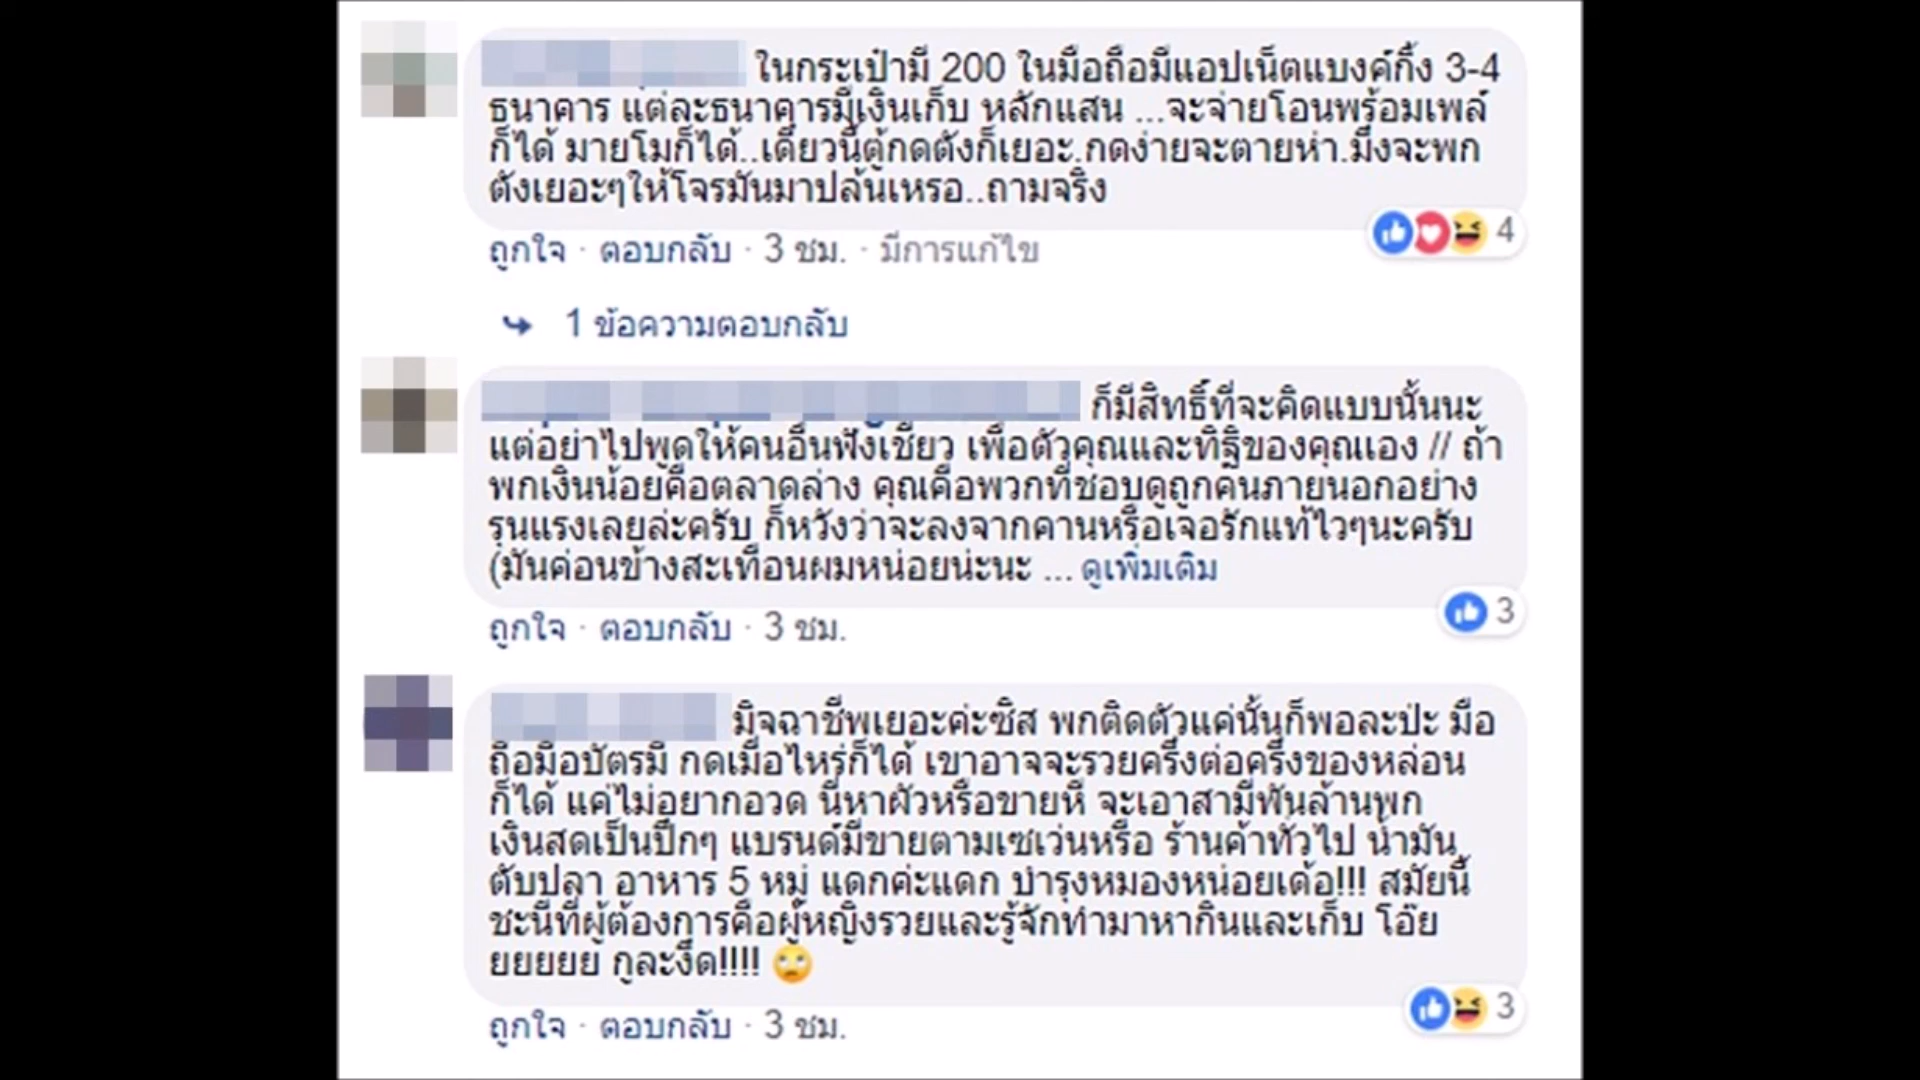 ในกระเป๋ามี 200 ในมือถือมีแอปเน็ตแบงค์กิ้ง 3-4
ธนาคาร แต่ละธนาคารมีเงินเก็บ หลักแสน ...จะจ่ายโอนพร้อมเพล์
ก็ได้ มายโมก็ได้..เดี๋ยวนี้ตู้กดตังก็เยอะ.กดง่ายจะตายห่า.มึงจะพก
ตังเยอะๆให้โจรมันมาปล้นเหรอ..ถามจริง
ถูกใจ · ตอบกลับ · 3 ชม. · มีการแก้ไข
4
1 ข้อความตอบกลับ
ก็มีสิทธิ์ที่จะคิดแบบนั้นนะ
แต่อย่าไปพูดให้คนอื่นฟังเชียว เพื่อตัวคุณและทิฐิของคุณเอง // ถ้า
พกเงินน้อยคือตลาดล่าง คุณคือพวกที่ชอบดูถูกคนภายนอกอย่าง
รุนแรงเลยล่ะครับ ก็หวังว่าจะลงจากคานหรือเจอรักแท้ไวๆนะครับ
(มันค่อนข้างสะเทือนผมหน่อยน่ะนะ ... ดูเพิ่มเติม
3
ถูกใจ · ตอบกลับ · 3 ชม.
มิจฉาชีพเยอะค่ะซิส พกติดตัวแค่นั้นก็พอละป่ะ มือ
ถือมือบัตรมี กดเมื่อไหร่ก็ได้ เขาอาจจะรวยครึ่งต่อครึ่งของหล่อน
ก็ได้ แค่ไม่อยากอวด นี่หาผัวหรือขายหี จะเอาสามีพันล้านพก
เงินสดเป็นปึกๆ แบรนด์มีขายตามเซเว่นหรือ ร้านค้าทั่วไป น้ำมัน
ตับปลา อาหาร 5 หมู่ แดกค่ะแดก บำรุงหมองหน่อยเด้อ!!! สมัยนี้
ชะนีที่ผู้ต้องการคือผู้หญิงรวยและรู้จักทำมาหากินและเก็บ โอ๊ย
ยยยยย กูละงึด!!!!
3
ถูกใจ · ตอบกลับ · 3 ชม.